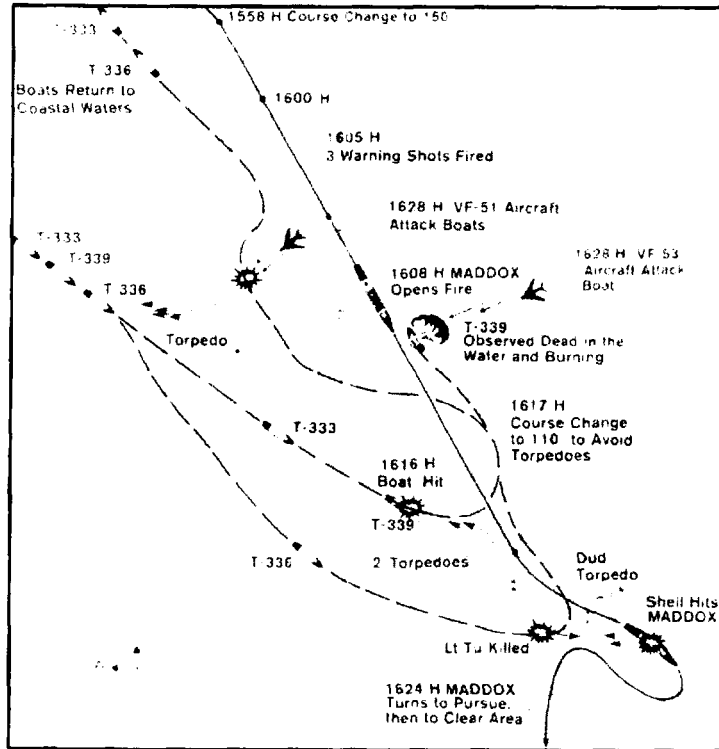 1558 H Course Change to 150
T-333
T 336
Boats Return to
Coastal Waters
1600 H
1605 H
3 Warning Shots Fired
1628 H VF-51 Aircraft
Attack Boats
T-333
T-339
T 336
1608 H MADDOX
Opens Fire
1628 H VF 53
Aircraft Attack
Boat
Torpedo
T-339
Observed Dead in the
Water and Burning
T-333
1617 H
Course Change
to 110 to Avoid
Torpedoes
1616 H
Boat Hit
T-339
T-336
2 Torpedoes
Dud
Torpedo
Shell Hits
MADDOX
Lt Tu Killed
1624 H MADDOX
Turns to Pursue,
then to Clear Area